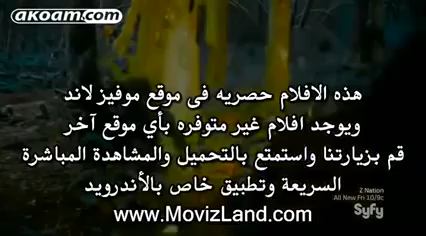 akoam.com
هذه الافلام حصريه فى موقع موفيز لاند
ويوجد افلام غير متوفره بأي موقع آخر
قم بزيارتنا واستمتع بالتحميل والمشاهدة المباشرة
السريعة وتطبيق خاص بالأندرويد
www.MovizLand.com
Z Nation
All New Fri 10/9c
Syfy